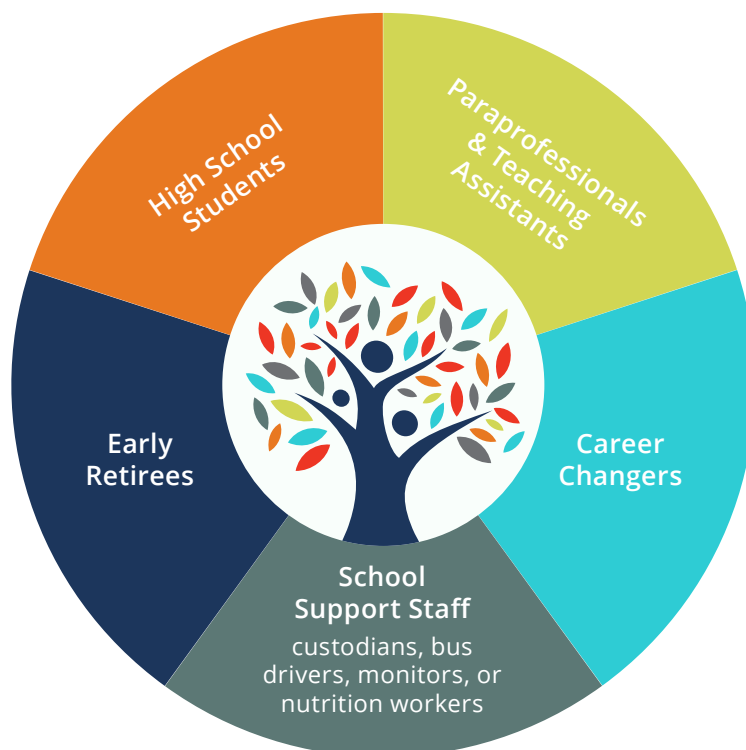 High School
Students
Paraprofessionals
& Teaching
Assistants
Early
Retirees
Career
Changers
School
Support Staff
custodians, bus
drivers, monitors, or
nutrition workers